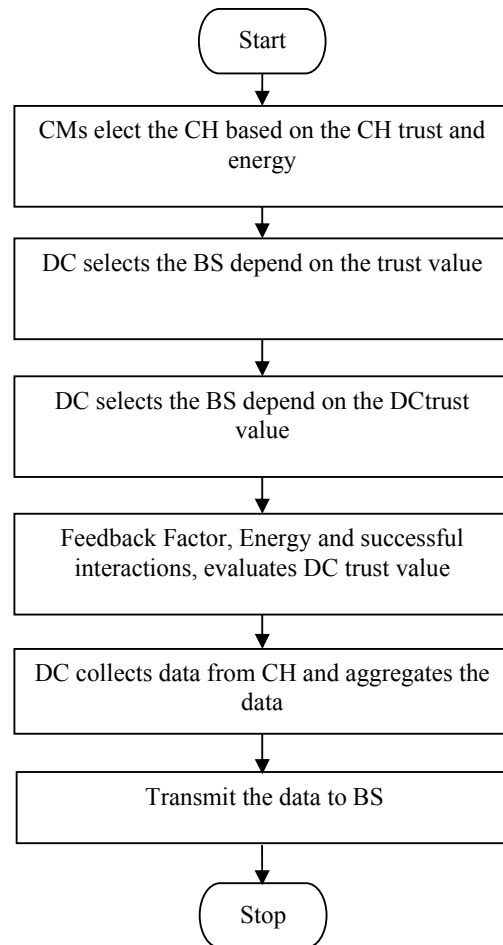 Start
CMs elect the CH based on the CH trust and
energy
DC selects the BS depend on the trust value
DC selects the BS depend on the DCtrust
value
Feedback Factor, Energy and successful
interactions, evaluates DC trust value
DC collects data from CH and aggregates the
data
Transmit the data to BS
Stop